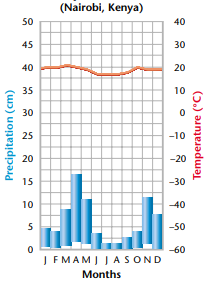 (Nairobi, Kenya)
50 40
45 30
40 20
35 10
30 0
25 –10
20 –20
15 –30
10 –40
5 –50
0 –60
Precipitation (cm)
Temperature (°C)
J F M A M J J A S O N D
Months